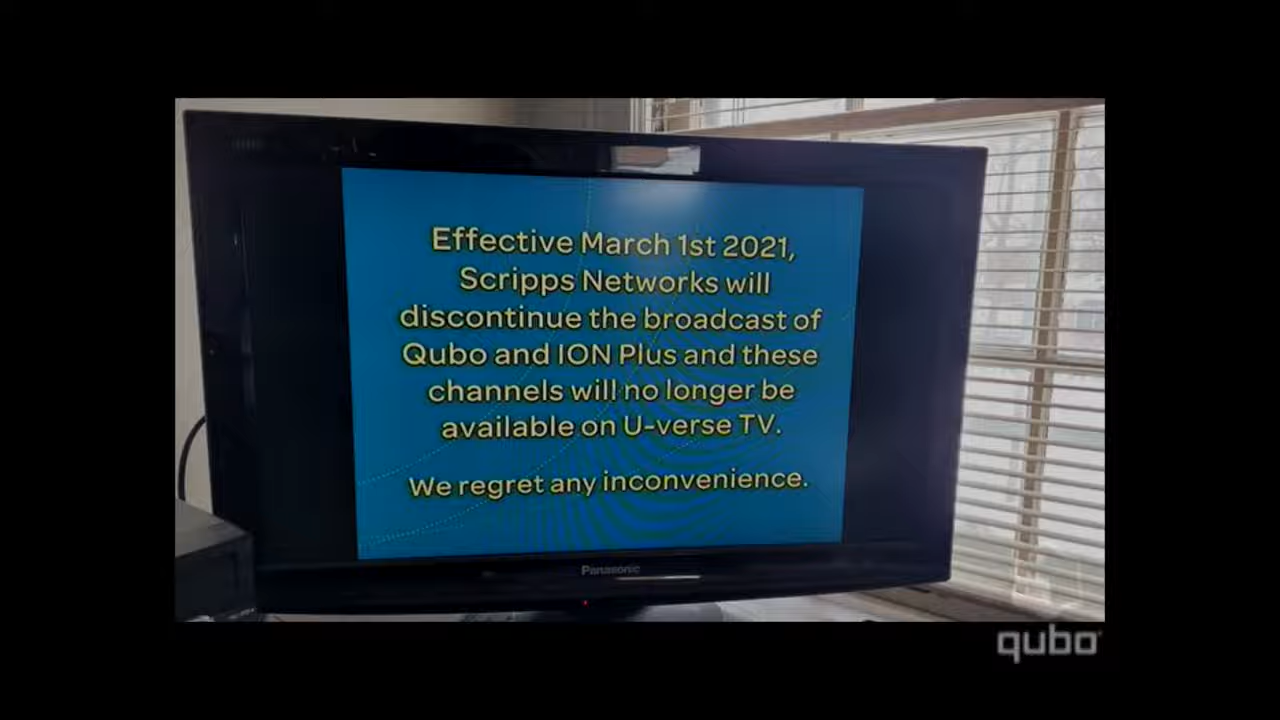 Effective March 1st 2021,
Scripps Networks will
discontinue the broadcast of
Qubo and ION Plus and these
channels will no longer be
available on U-verse TV.
We regret any inconvenience.
Panasonic
qubo